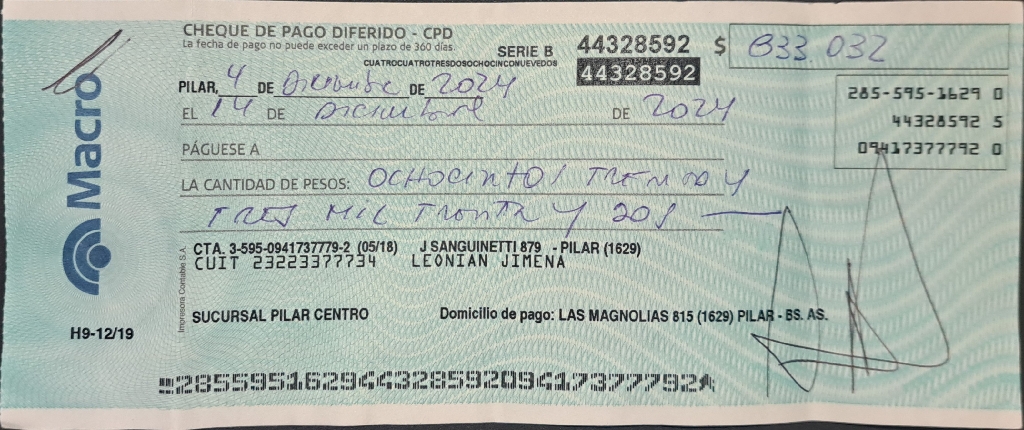 CHEQUE DE PAGO DIFERIDO - CPD
La fecha de pago no puede exceder un plazo de 360 días.
SERIE B 44328592 $ 833.032
CUATROCUATROTRESDOSOCHOCINCONUEVEDOS 44328592
PILAR, 4 DE Diciembre DE 2024
285-595-1629 0
EL 14 DE DICIEMBRE DE 2024
44328592 5
PÁGUESE A
09417377792 0
LA CANTIDAD DE PESOS: OCHOCINTOS TREINTA Y
TRES MIL TREINTA Y DOS
Macro
CTA. 3-595-0941737779-2 (05/18) J SANGUINETTI 879 - PILAR (1629)
CUIT 23223377734 LEONIAN JIMENA
Impresora Contable S.A.
SUCURSAL PILAR CENTRO Domicilio de pago: LAS MAGNOLIAS 815 (1629) PILAR - BS. AS.
H9-12/19
28559516294432859209417377792